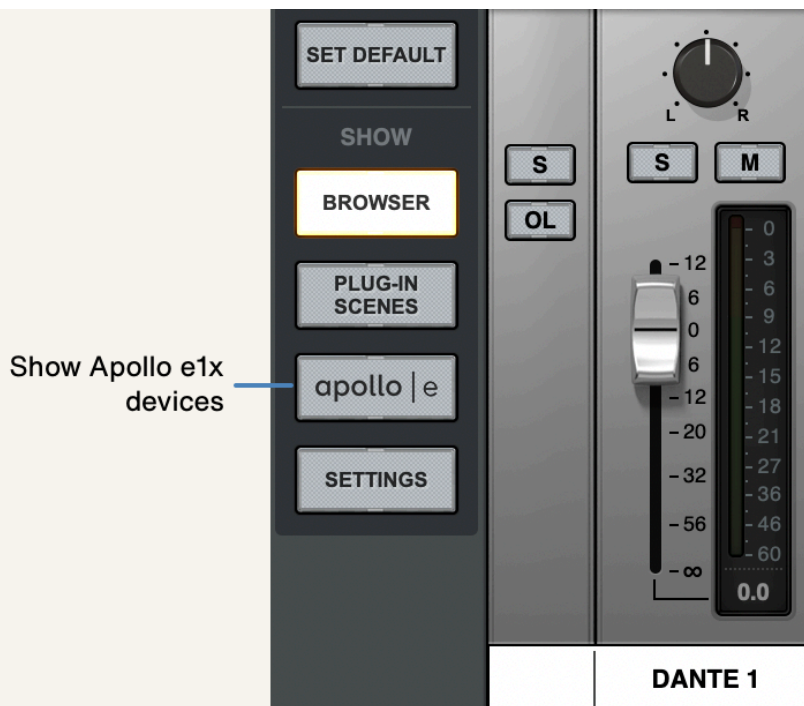 SET DEFAULT
SHOW
BROWSER
PLUG-IN
SCENES
Show Apollo e1x
devices
apollo | e
SETTINGS
S
OL
L R
S M
12
6
0
6
12
20
32
56
∞
0
3
6
9
12
15
18
21
27
36
46
60
0.0
DANTE 1